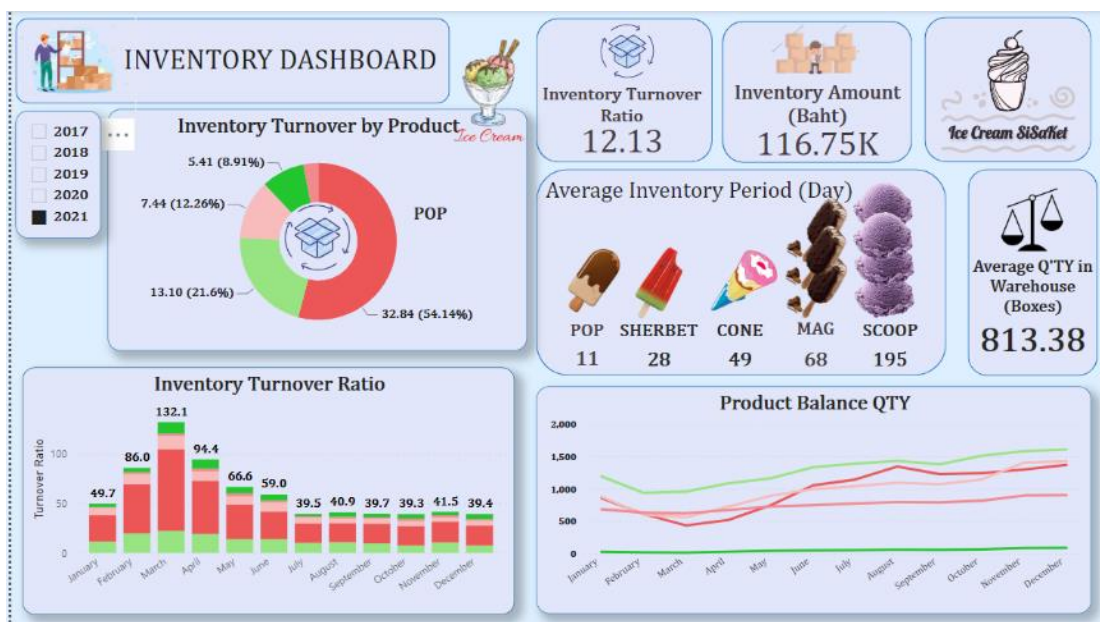 INVENTORY DASHBOARD
Ice Cream
Inventory Turnover
Ratio
12.13
Inventory Amount
(Baht)
116.75K
Ice Cream SiSaKet
2017
2018
2019
2020
2021
Inventory Turnover by Product
5.41 (8.91%)
7.44 (12.26%)
POP
13.10 (21.6%)
32.84 (54.14%)
Average Inventory Period (Day)
POP
SHERBET
CONE
MAG
SCOOP
11
28
49
68
195
Average Q'TY in
Warehouse
(Boxes)
813.38
Inventory Turnover Ratio
Turnover Ratio
100
50
0
49.7
86.0
132.1
94.4
66.6
59.0
39.5
40.9
39.7
39.3
41.5
39.4
January
February
March
April
May
June
July
August
September
October
November
December
Product Balance QTY
2,000
1,500
1,000
500
0
January
February
March
April
May
June
July
August
September
October
November
December